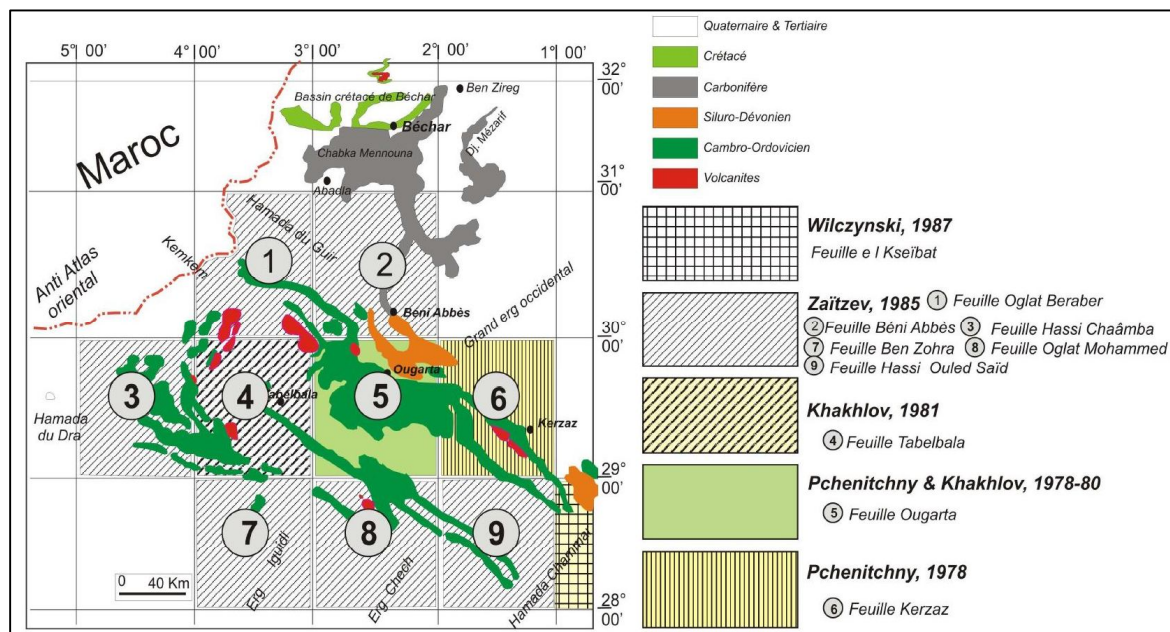 5° 00'
4° 00'
3° 00'
2° 00'
1° 00'
32°
00'
Ben Zireg
Bassin crétacé de Béchar
Béchar
Dj. Mézarif
Maroc
Chabka Mennouna
Abadla
31°
00'
Hamada du Guir
Kemkem
1
2
Anti Atlas
oriental
Grand erg occidental
Béni Abbès
30°
00'
Ougarta
3
4
abelbala
5
6
Kerzaz
Hamada
du Dra
29°
00'
7
8
9
Erg Iguidi
Erg Chech
Hamada Chammar
0 40 Km
28°
00'
Quaternaire & Tertiaire
Crétacé
Carbonifère
Siluro-Dévonien
Cambro-Ordovicien
Volcanites
Wilczynski, 1987
Feuille e l Kseïbat
Zaïtzev, 1985 1 Feuille Oglat Beraber
2 Feuille Béni Abbès 3 Feuille Hassi Chaâmba
7 Feuille Ben Zohra 8 Feuille Oglat Mohammed
9 Feuille Hassi Ouled Saïd
Khakhlov, 1981
4 Feuille Tabelbala
Pchenitchny & Khakhlov, 1978-80
5 Feuille Ougarta
Pchenitchny, 1978
6 Feuille Kerzaz